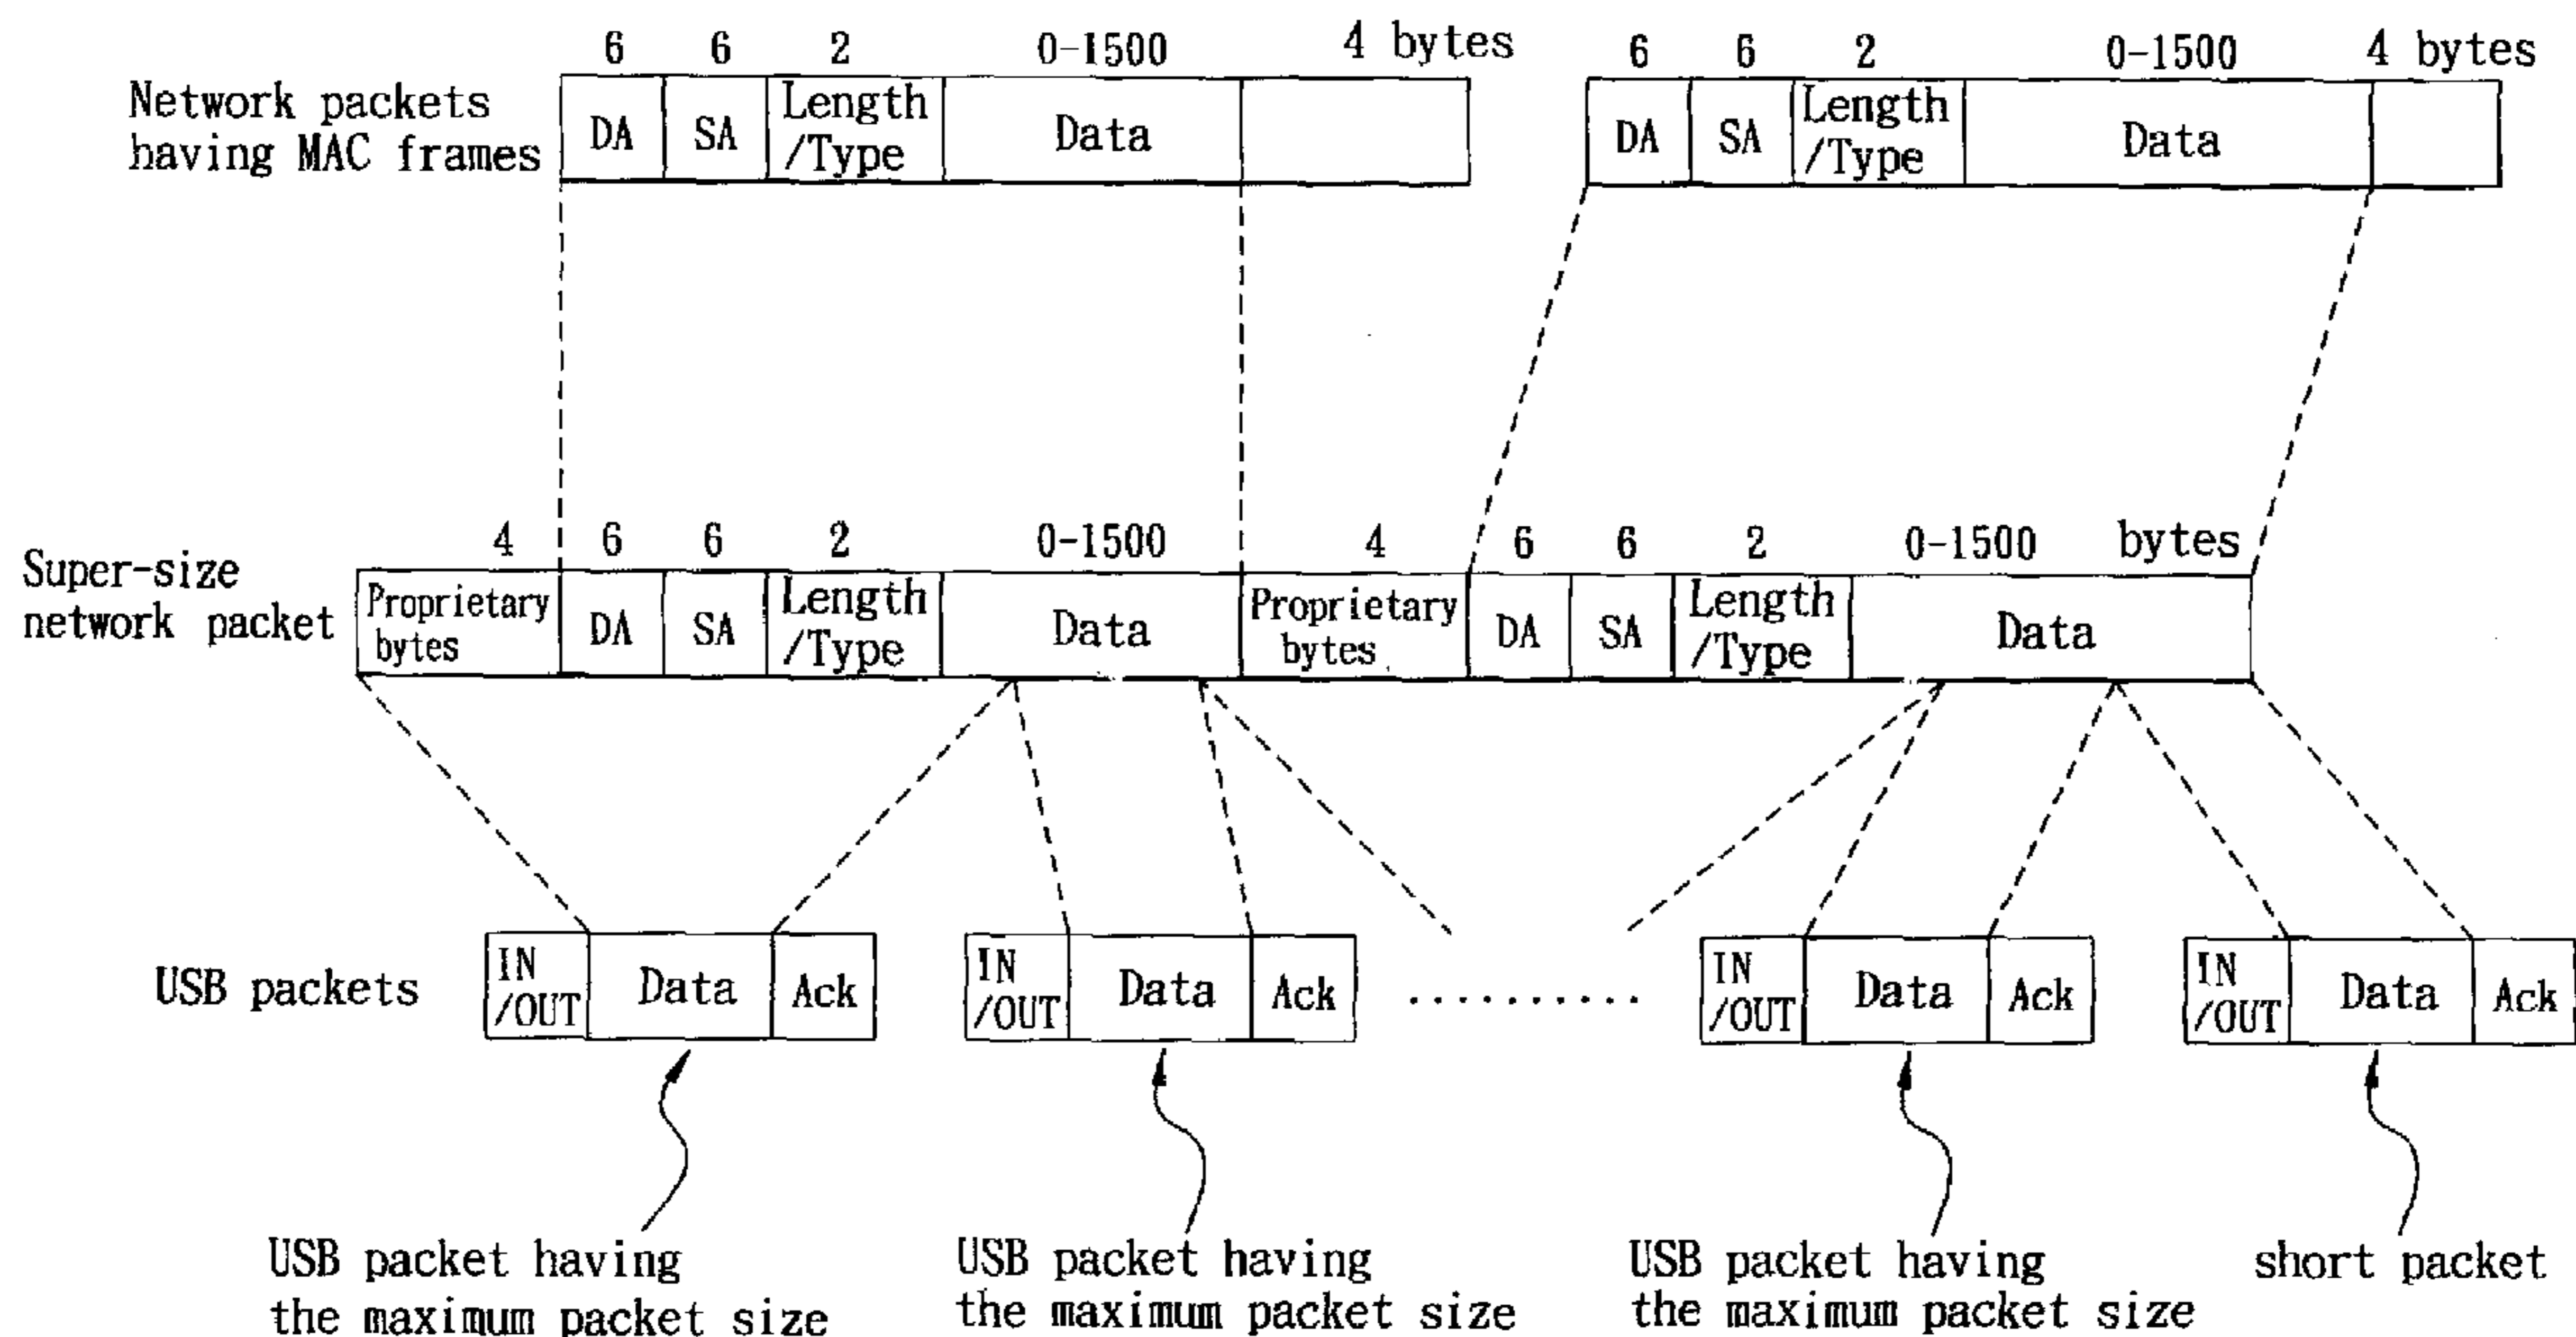 6 6 2 0-1500 4 bytes 6 6 2 0-1500 4 bytes
Network packets
having MAC frames
DA SA Length
/Type Data
DA SA Length
/Type Data
4 6 6 2 0-1500 4 6 6 2 0-1500 bytes
Super-size
network packet
Proprietary
bytes
DA SA Length
/Type Data
Proprietary
bytes
DA SA Length
/Type Data
USB packets
IN
/OUT Data Ack
IN
/OUT Data Ack
..........
IN
/OUT Data Ack
IN
/OUT Data Ack
USB packet having
the maximum packet size
USB packet having
the maximum packet size
USB packet having
the maximum packet size
short packet